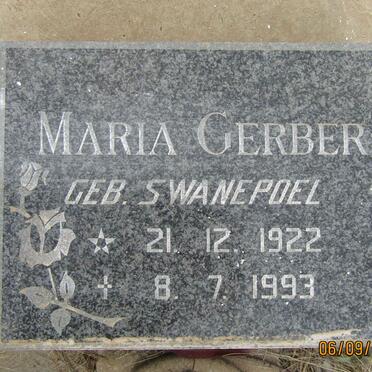 MARIA GERBER
GEB. SWANEPOEL
☆ 21. 12. 1922
† 8. 7. 1993
06/09/